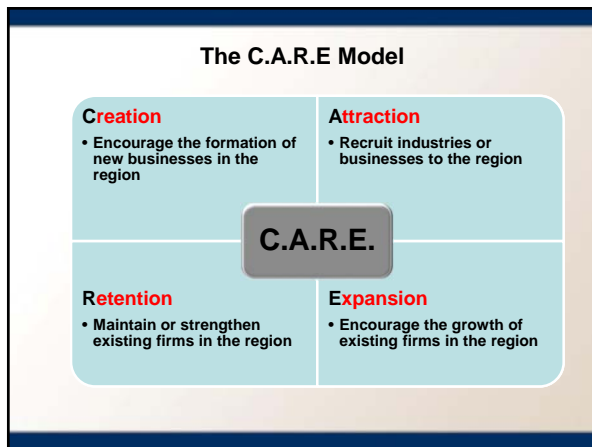 The C.A.R.E Model
Creation
• Encourage the formation of
new businesses in the
region
Attraction
• Recruit industries or
businesses to the region
C.A.R.E.
Retention
• Maintain or strengthen
existing firms in the region
Expansion
• Encourage the growth of
existing firms in the region